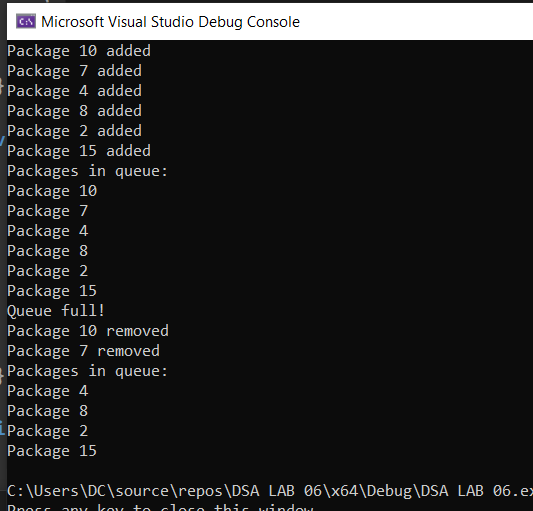 Microsoft Visual Studio Debug Console
Package 10 added
Package 7 added
Package 4 added
Package 8 added
Package 2 added
Package 15 added
Packages in queue:
Package 10
Package 7
Package 4
Package 8
Package 2
Package 15
Queue full!
Package 10 removed
Package 7 removed
Packages in queue:
Package 4
Package 8
Package 2
Package 15
C:\Users\DC\source\repos\DSA LAB 06\x64\Debug\DSA LAB 06.ex
Press any key to close this window